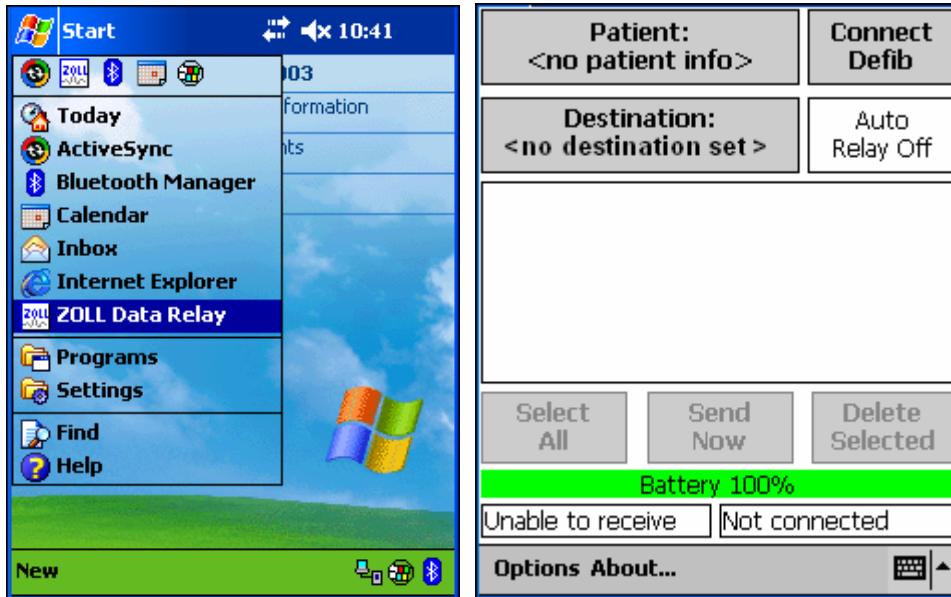 Start 10:41
ZOLL
003
formation
nts
Today
ActiveSync
Bluetooth Manager
Calendar
Inbox
Internet Explorer
ZOLL ZOLL Data Relay
Programs
Settings
Find
Help
New
Patient:
<no patient info>
Connect
Defib
Destination:
<no destination set>
Auto
Relay Off
Select
All
Send
Now
Delete
Selected
Battery 100%
Unable to receive
Not connected
Options About...